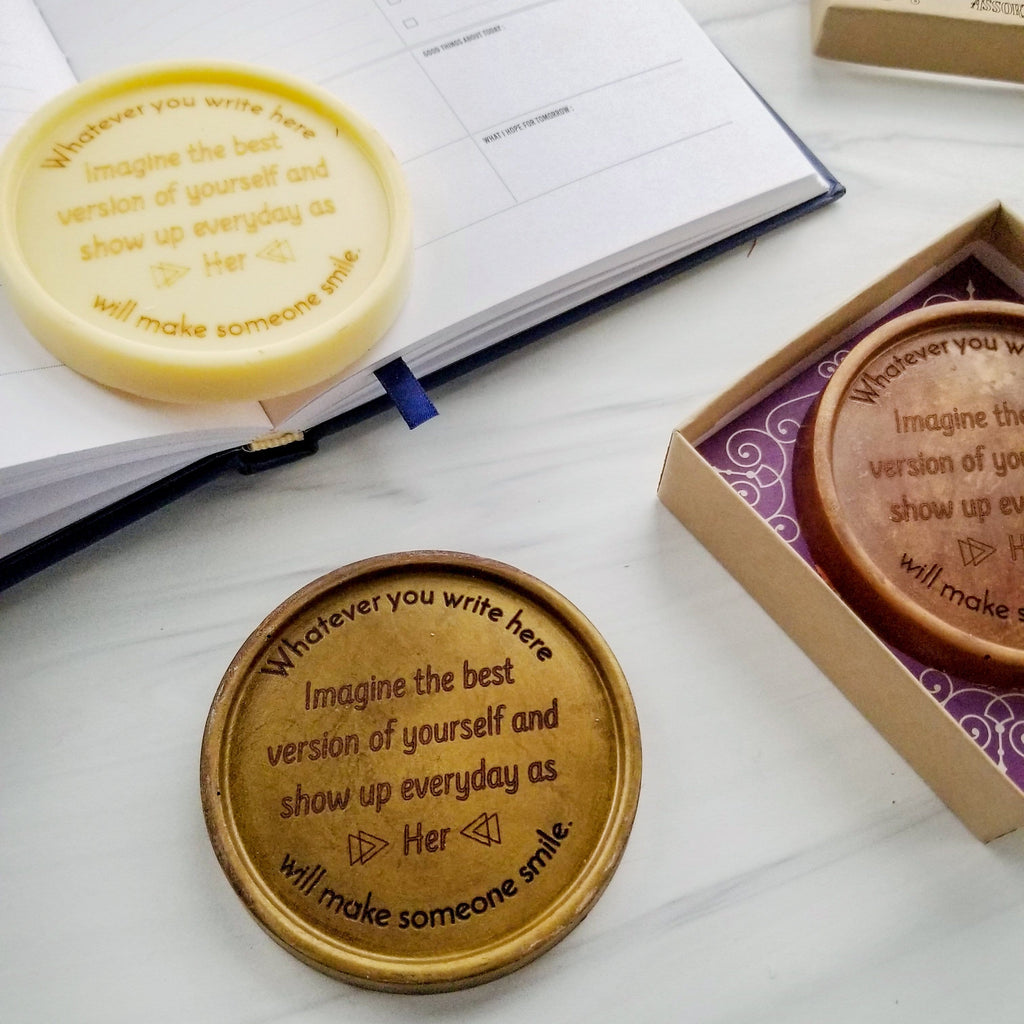 GOOD THINGS ABOUT TODAY:
WHAT I HOPE FOR TOMORROW:
Whatever you write here
Imagine the best
version of yourself and
show up everyday as
Her
will make someone smile.
Whatever you w
Imagine the
version of you
show up ev
H
will make s
Whatever you write here
Imagine the best
version of yourself and
show up everyday as
Her
will make someone smile.